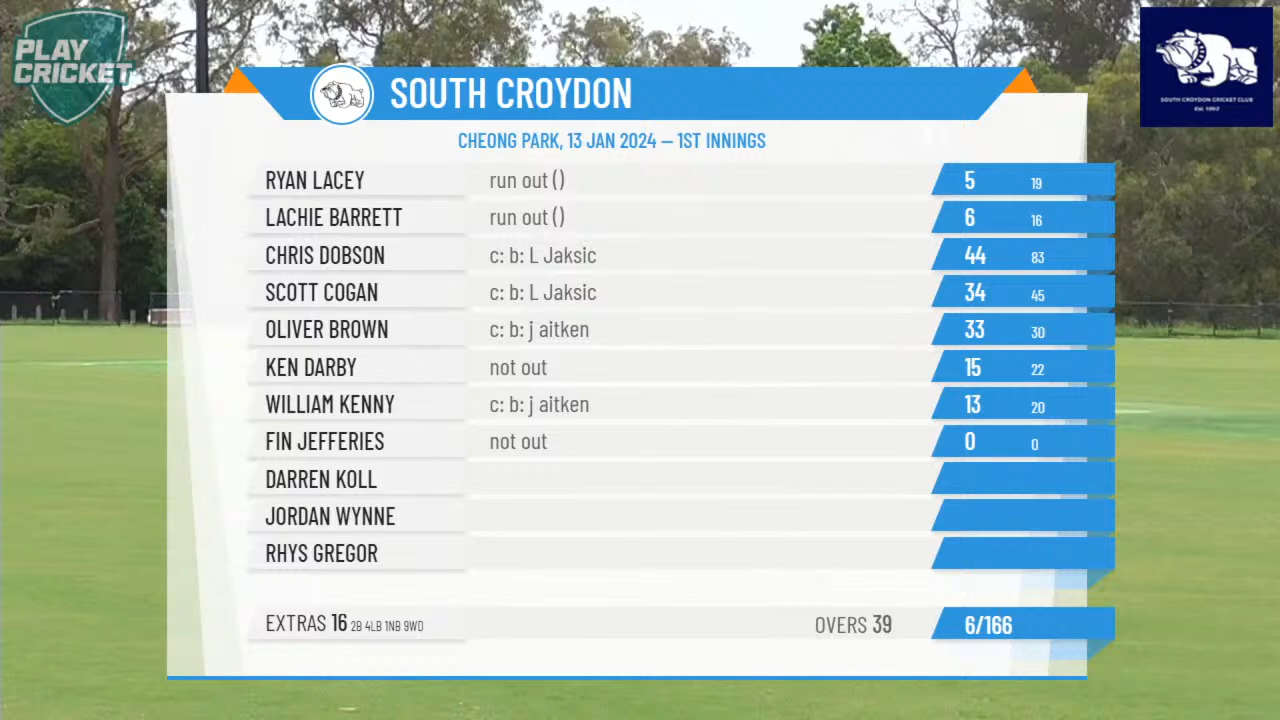 PLAY
CRICKET
SOUTH CROYDON
SOUTH CROYDON CRICKET CLUB
Est. 1952
CHEONG PARK, 13 JAN 2024 – 1ST INNINGS
RYAN LACEY run out () 5 19
LACHIE BARRETT run out () 6 16
CHRIS DOBSON c: b: L Jaksic 44 83
SCOTT COGAN c: b: L Jaksic 34 45
OLIVER BROWN c: b: j aitken 33 30
KEN DARBY not out 15 22
WILLIAM KENNY c: b: j aitken 13 20
FIN JEFFERIES not out 0 0
DARREN KOLL
JORDAN WYNNE
RHYS GREGOR
EXTRAS 16 2B 4LB 1NB 9WD OVERS 39 6/166